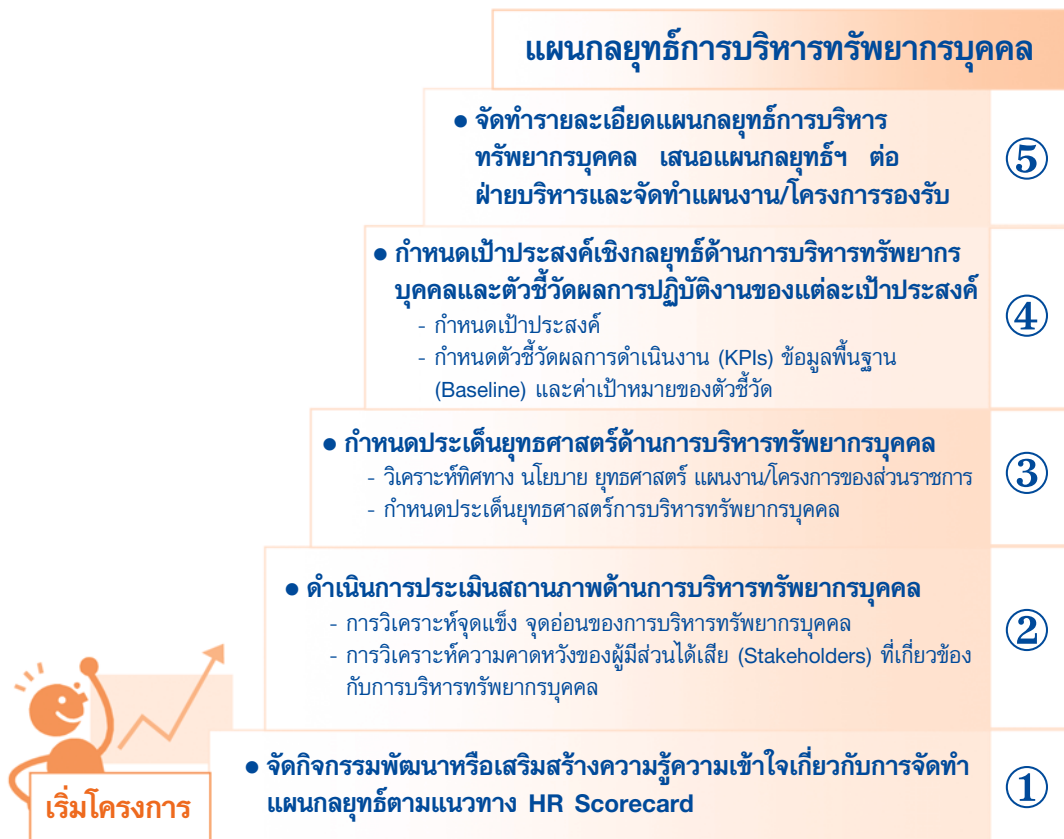 แผนกลยุทธ์การบริหารทรัพยากรบุคคล
● จัดทำรายละเอียดแผนกลยุทธ์การบริหาร
ทรัพยากรบุคคล เสนอแผนกลยุทธ์ฯ ต่อ
ฝ่ายบริหารและจัดทำแผนงาน/โครงการรองรับ
⑤
● กำหนดเป้าประสงค์เชิงกลยุทธ์ด้านการบริหารทรัพยากร
บุคคลและตัวชี้วัดผลการปฏิบัติงานของแต่ละเป้าประสงค์
- กำหนดเป้าประสงค์
- กำหนดตัวชี้วัดผลการดำเนินงาน (KPIs) ข้อมูลพื้นฐาน
(Baseline) และค่าเป้าหมายของตัวชี้วัด
④
● กำหนดประเด็นยุทธศาสตร์ด้านการบริหารทรัพยากรบุคคล
- วิเคราะห์ทิศทาง นโยบาย ยุทธศาสตร์ แผนงาน/โครงการของส่วนราชการ
- กำหนดประเด็นยุทธศาสตร์การบริหารทรัพยากรบุคคล
③
● ดำเนินการประเมินสถานภาพด้านการบริหารทรัพยากรบุคคล
- การวิเคราะห์จุดแข็ง จุดอ่อนของการบริหารทรัพยากรบุคคล
- การวิเคราะห์ความคาดหวังของผู้มีส่วนได้เสีย (Stakeholders) ที่เกี่ยวข้อง
กับการบริหารทรัพยากรบุคคล
②
● จัดกิจกรรมพัฒนาหรือเสริมสร้างความรู้ความเข้าใจเกี่ยวกับการจัดทำ
แผนกลยุทธ์ตามแนวทาง HR Scorecard
①
เริ่มโครงการ